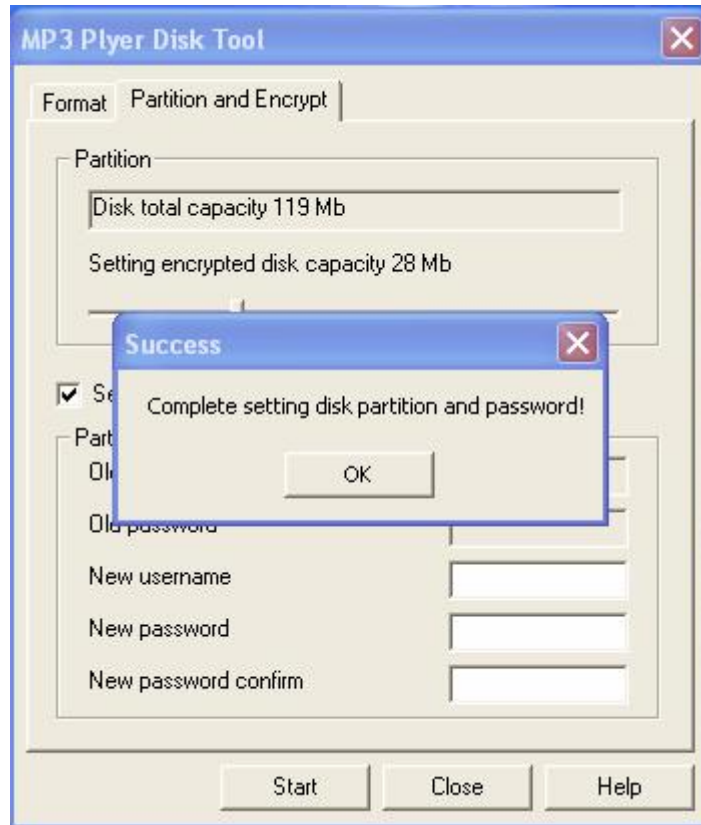 MP3 Plyer Disk Tool
Format Partition and Encrypt
Partition
Disk total capacity 119 Mb
Setting encrypted disk capacity 28 Mb
Success
Complete setting disk partition and password!
OK
Old password
New username
New password
New password confirm
Start Close Help